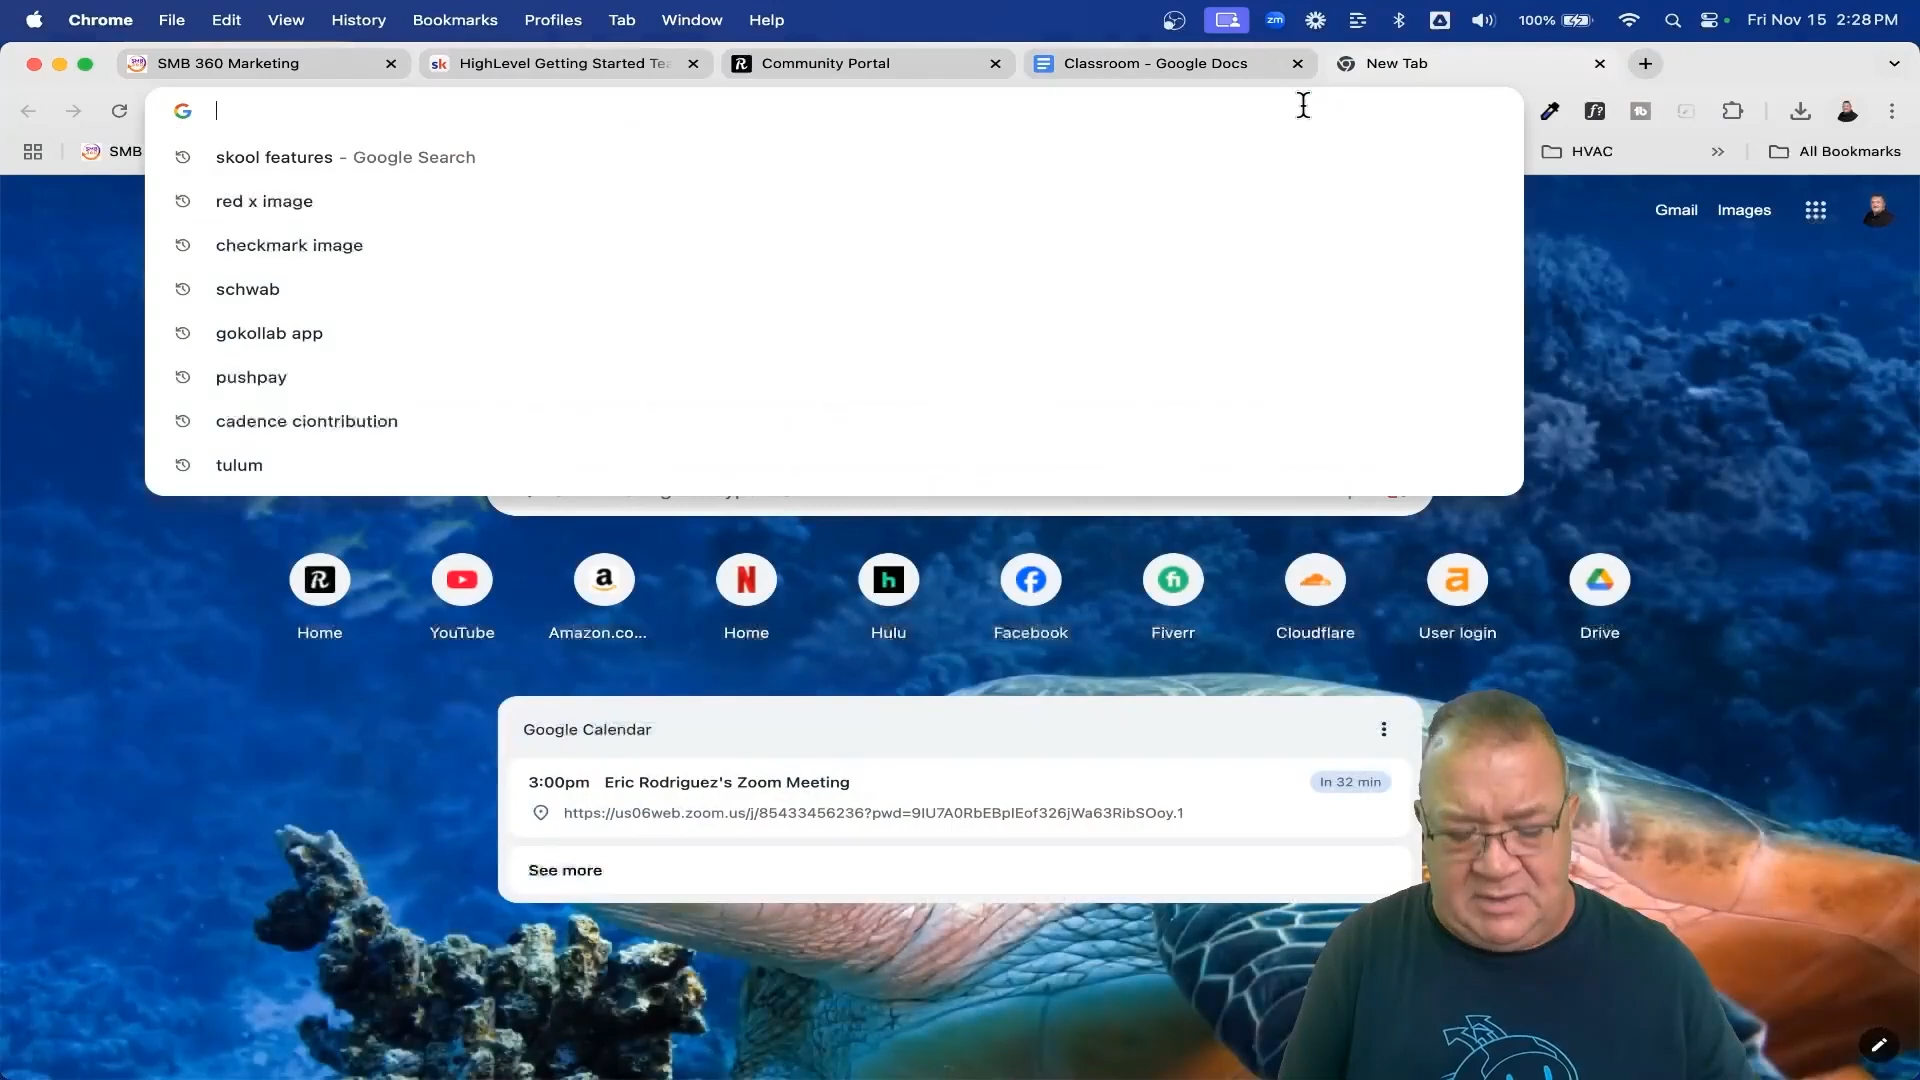 Chrome File Edit View History Bookmarks Profiles Tab Window Help zm 100% Fri Nov 15 2:28 PM
SMB 360 Marketing sk HighLevel Getting Started Te Community Portal Classroom - Google Docs New Tab
SMB HVAC All Bookmarks
skool features - Google Search
red x image
checkmark image
schwab
gokollab app
pushpay
cadence ciontribution
tulum
Gmail Images
Home YouTube Amazon.co... Home Hulu Facebook Fiverr Cloudflare User login Drive
Google Calendar
3:00pm Eric Rodriguez's Zoom Meeting In 32 min
https://us06web.zoom.us/j/85433456236?pwd=9IU7A0RbEBplEof326jWa63RibSOoy.1
See more